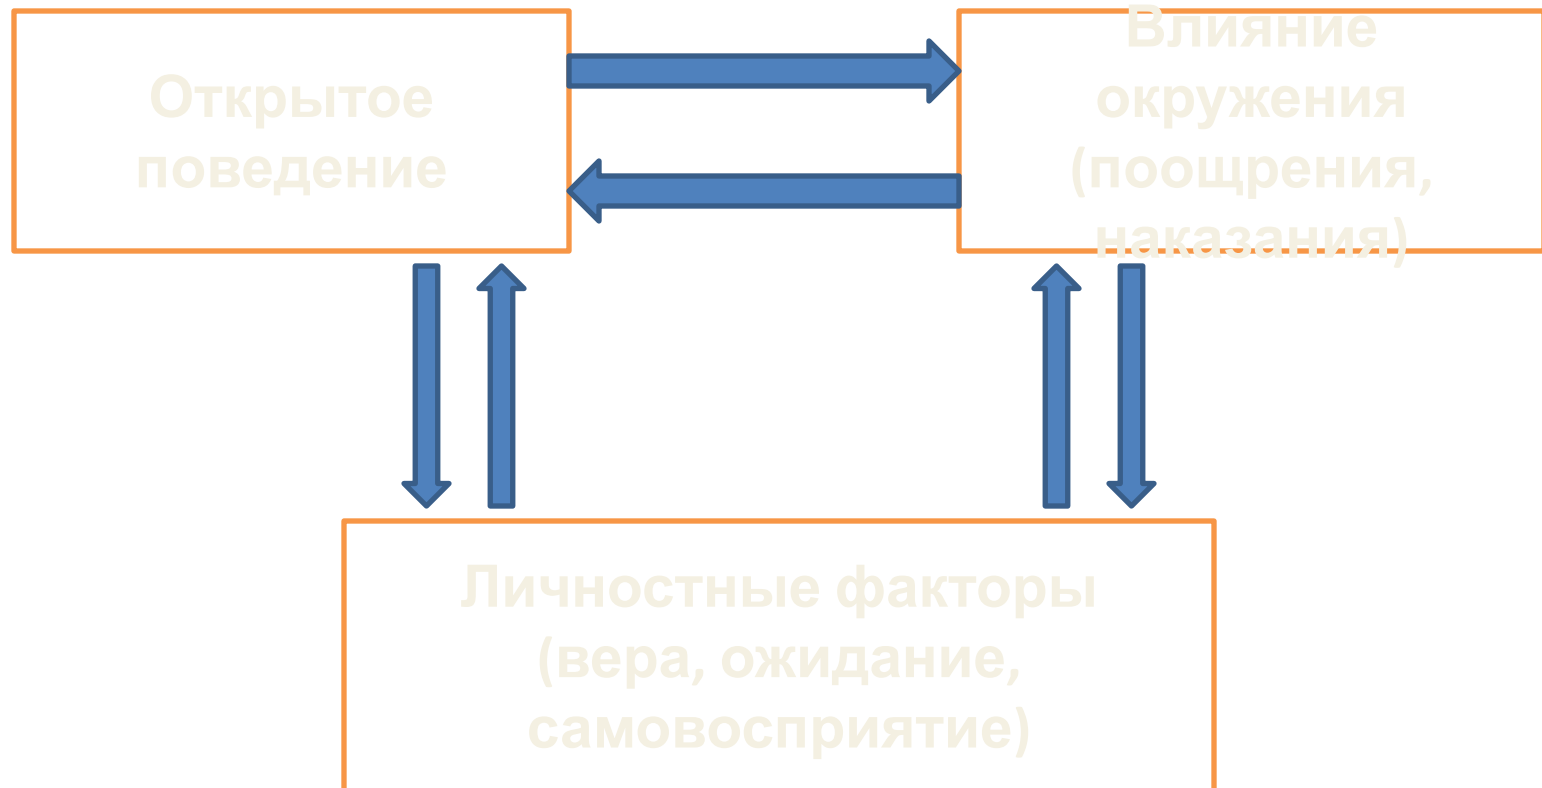 Открытое
поведение
Влияние
окружения
(поощрения,
наказания)
Личностные факторы
(вера, ожидание,
самовосприятие)